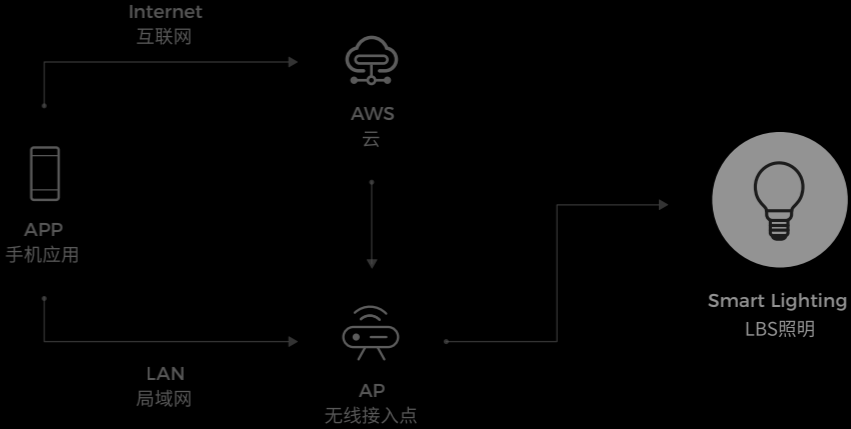 Internet
互联网
AWS
云
APP
手机应用
Smart Lighting
LBS照明
LAN
局域网
AP
无线接入点